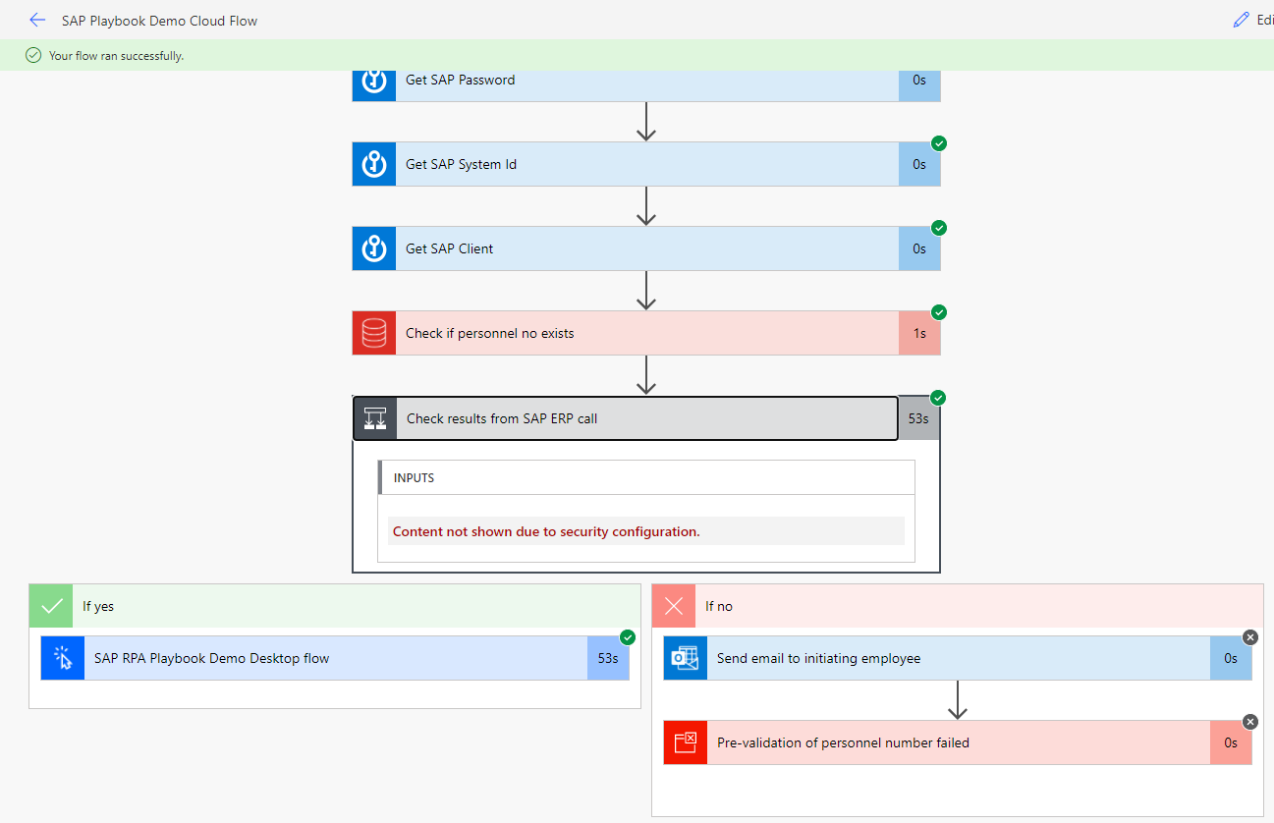 SAP Playbook Demo Cloud Flow
Edi
Your flow ran successfully.
Get SAP Password 0s
Get SAP System Id 0s
Get SAP Client 0s
Check if personnel no exists 1s
Check results from SAP ERP call 53s
INPUTS
Content not shown due to security configuration.
If yes
SAP RPA Playbook Demo Desktop flow 53s
If no
Send email to initiating employee 0s
Pre-validation of personnel number failed 0s